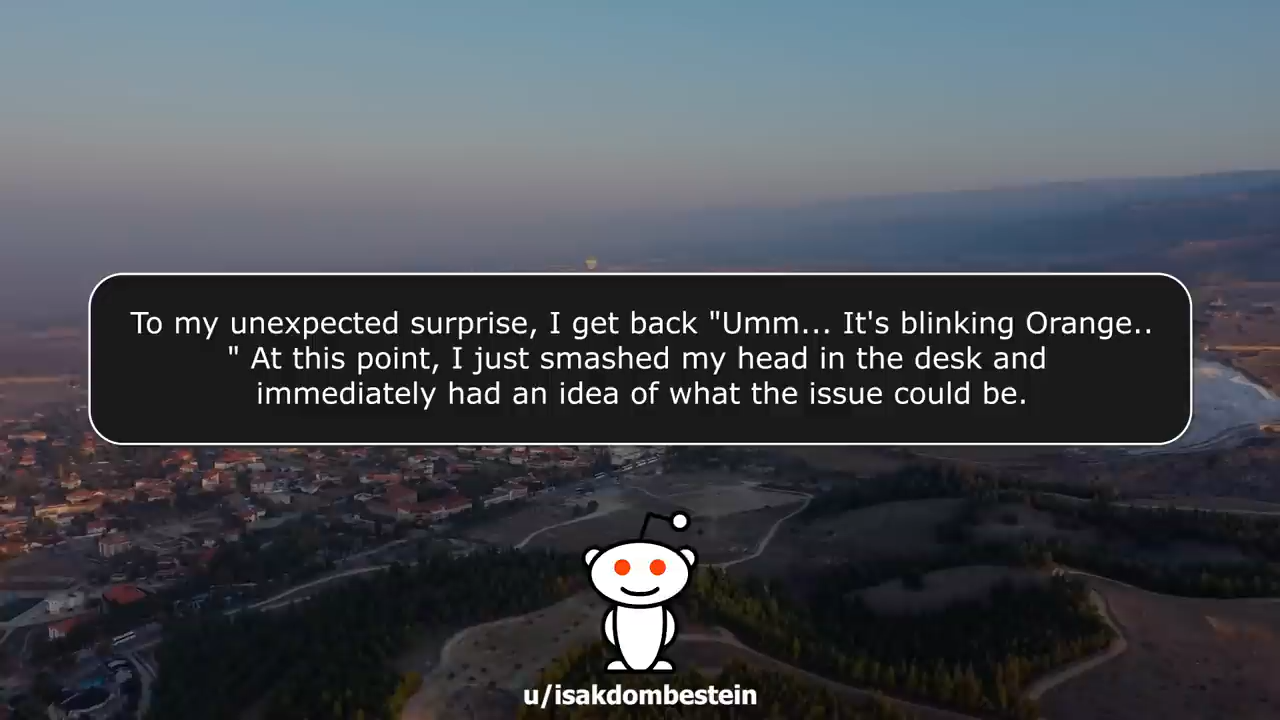 To my unexpected surprise, I get back "Umm... It's blinking Orange..
" At this point, I just smashed my head in the desk and
immediately had an idea of what the issue could be.
u/isakdombestein